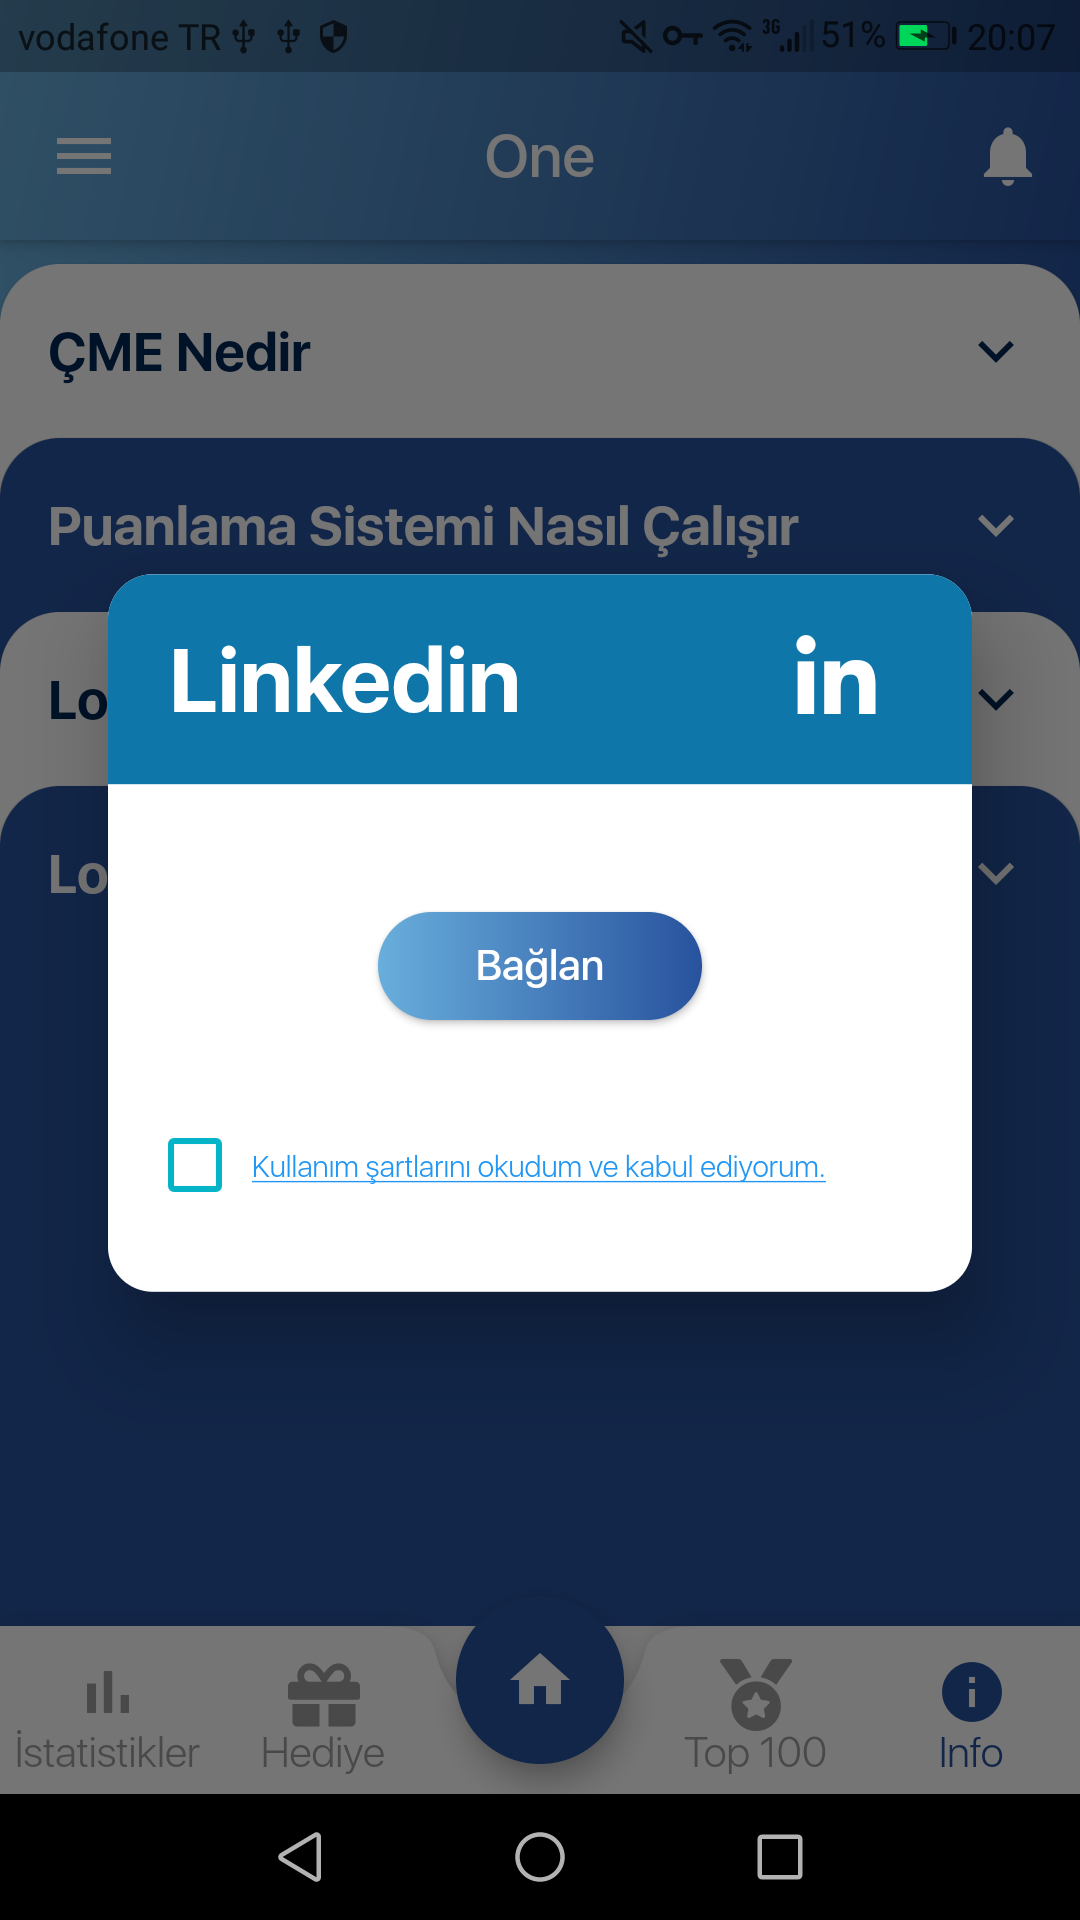 vodafone TR 3G 51% 20:07
One
ÇME Nedir
Puanlama Sistemi Nasıl Çalışır
Lo
Linkedin in
Lo
Bağlan
Kullanım şartlarını okudum ve kabul ediyorum.
İstatistikler Hediye Top 100 Info